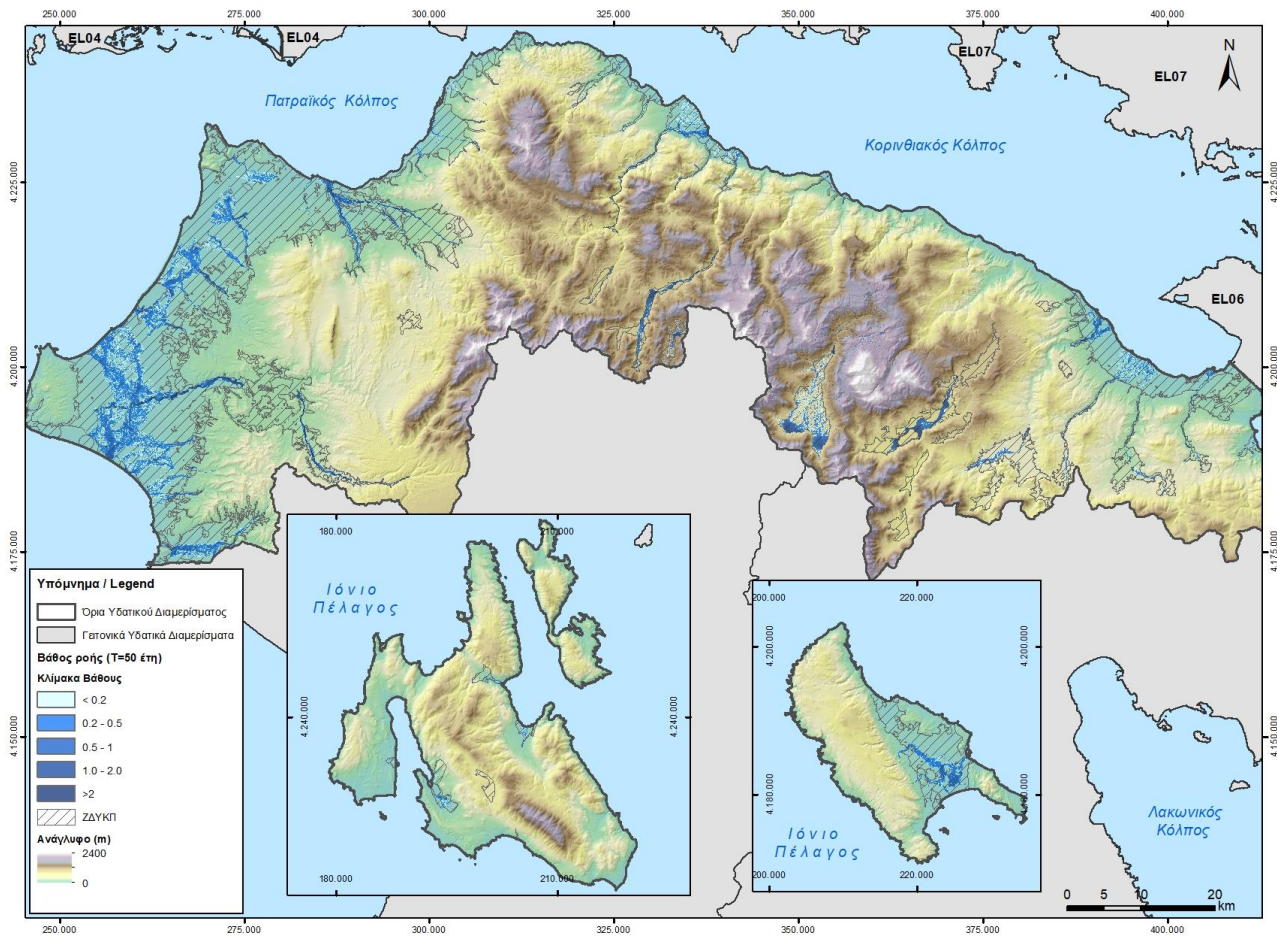 250.000 275.000 300.000 325.000 350.000 375.000 400.000
EL04 EL04 EL07 N
EL07
Πατραϊκός Κόλπος
Κορινθιακός Κόλπος
4.225.000 4.225.000
EL06
4.200.000 4.200.000
4.175.000 4.175.000
180.000 210.000
Ιόνιο
Πέλαγος
4.240.000 4.240.000
180.000 210.000
200.000 220.000
4.200.000 4.200.000
4.180.000 4.180.000
Ιόνιο
Πέλαγος
200.000 220.000
4.150.000 4.150.000
Λακωνικός
Κόλπος
Υπόμνημα / Legend
Όρια Υδατικού Διαμερίσματος
Γειτονικά Υδατικά Διαμερίσματα
Βάθος ροής (T=50 έτη)
Κλίμακα Βάθους
< 0.2
0.2 - 0.5
0.5 - 1
1.0 - 2.0
>2
ΖΔΥΚΠ
Ανάγλυφο (m)
2400
0
0 5 10 20
km
250.000 275.000 300.000 325.000 350.000 375.000 400.000